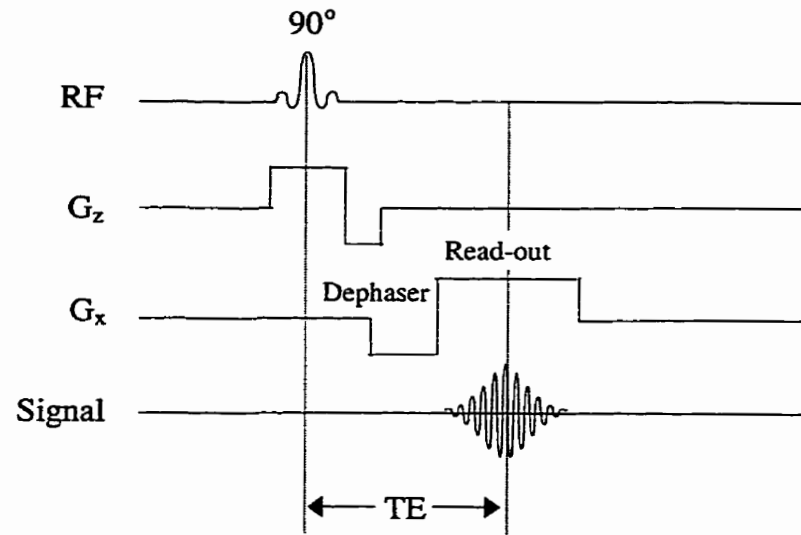 90°
RF
G_z
Read-out
Dephaser
G_x
Signal
TE